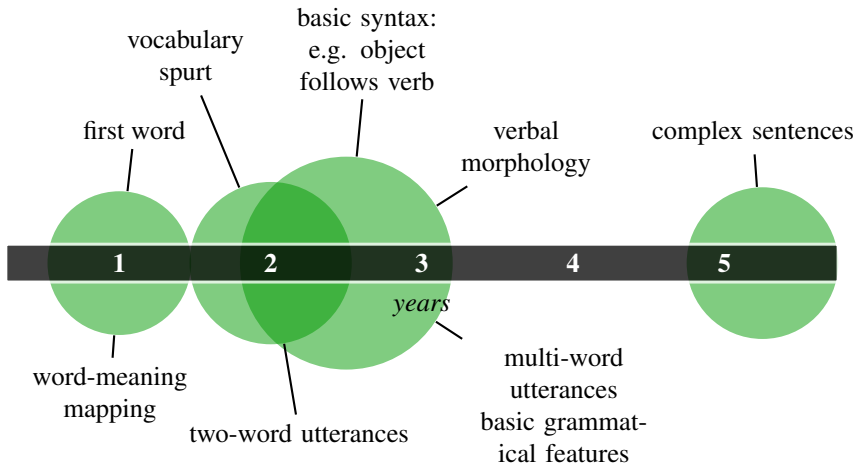 basic syntax:
e.g. object
follows verb
vocabulary
spurt
first word
verbal
morphology
complex sentences
1 2 3 4 5
years
word-meaning
mapping
two-word utterances
multi-word
utterances
basic grammat-
ical features